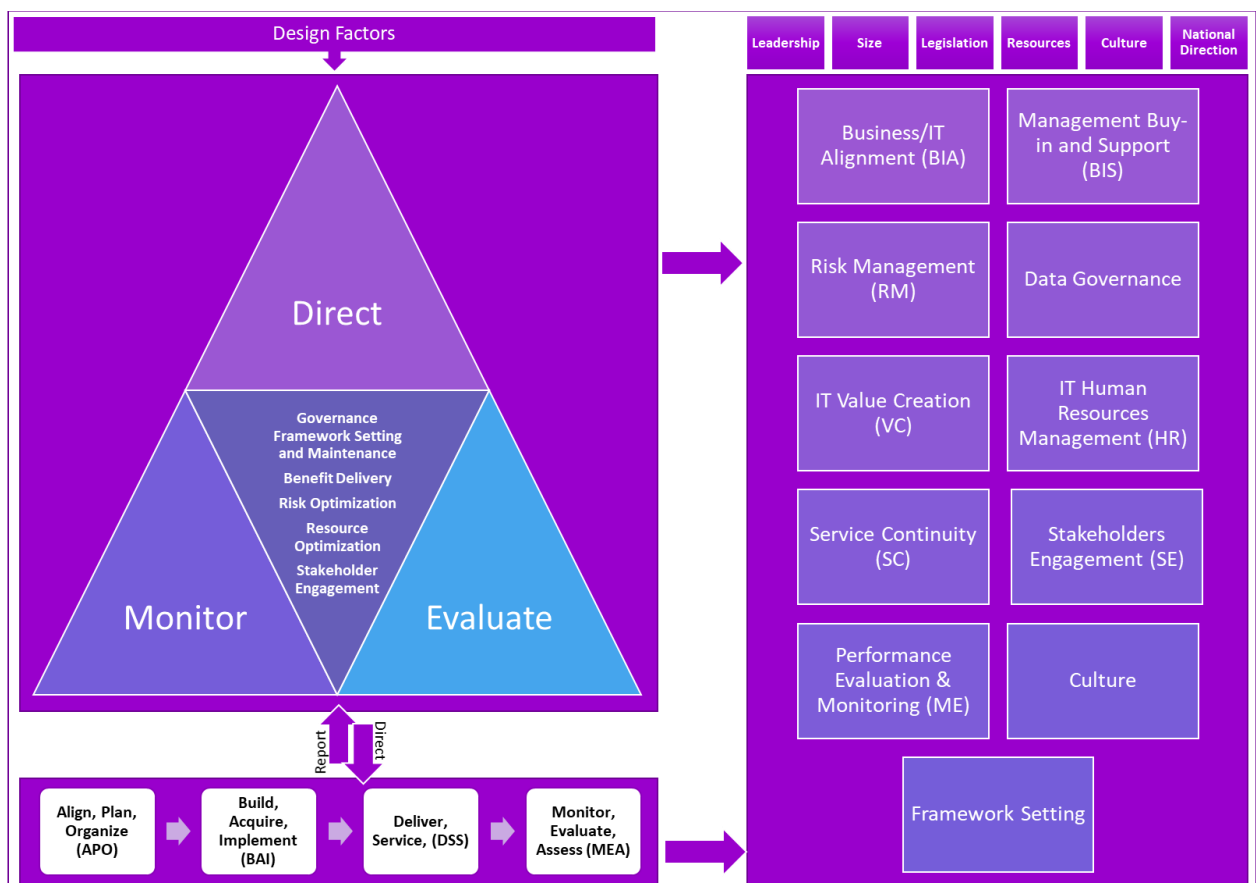 Design Factors
Direct
Governance
Framework Setting
and Maintenance
Benefit Delivery
Risk Optimization
Resource
Optimization
Stakeholder
Engagement
Monitor
Evaluate
Report
Direct
Align, Plan,
Organize
(APO)
Build,
Acquire,
Implement
(BAI)
Deliver,
Service, (DSS)
Monitor,
Evaluate,
Assess (MEA)
Leadership
Size
Legislation
Resources
Culture
National
Direction
Business/IT
Alignment (BIA)
Management Buy-
in and Support
(BIS)
Risk Management
(RM)
Data Governance
IT Value Creation
(VC)
IT Human
Resources
Management (HR)
Service Continuity
(SC)
Stakeholders
Engagement (SE)
Performance
Evaluation &
Monitoring (ME)
Culture
Framework Setting